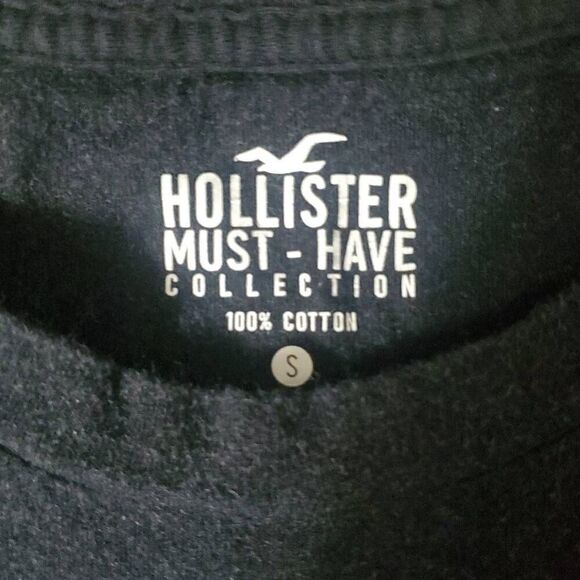 HOLLISTER
MUST - HAVE
COLLECTION
100% COTTON
S